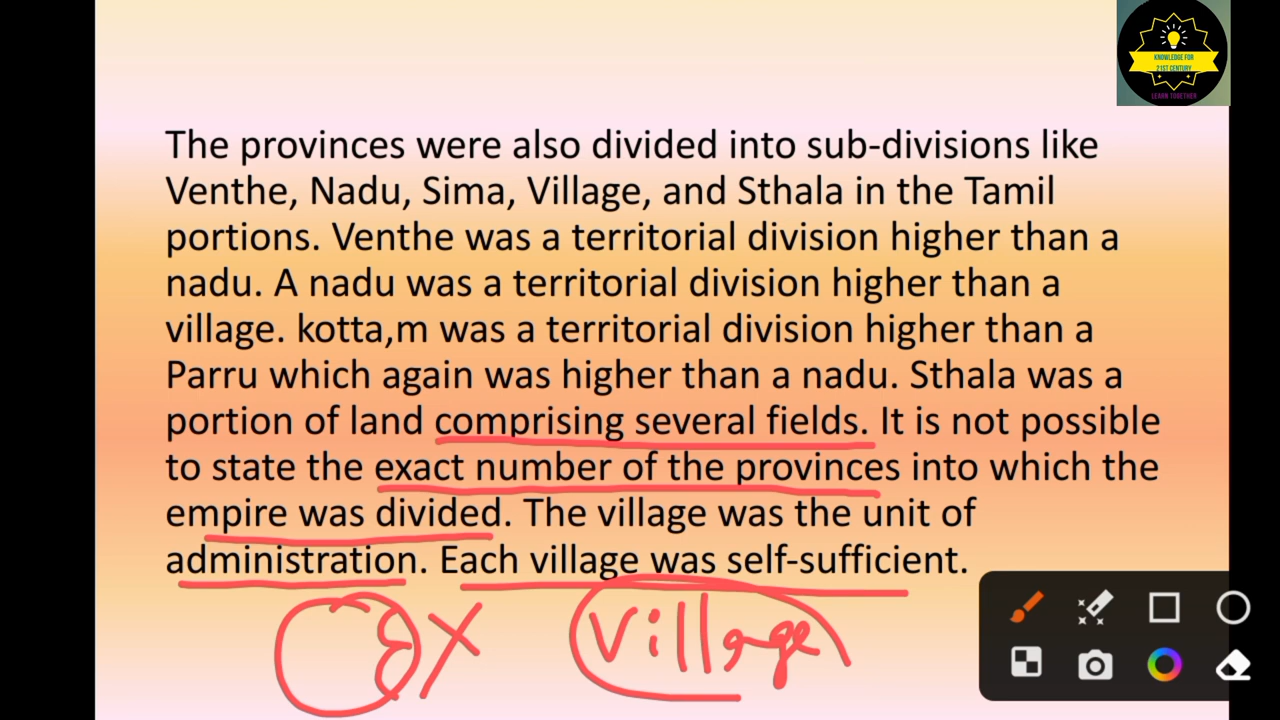 KNOWLEDGE FOR
21ST CENTURY
LEARN TOGETHER
The provinces were also divided into sub-divisions like
Venthe, Nadu, Sima, Village, and Sthala in the Tamil
portions. Venthe was a territorial division higher than a
nadu. A nadu was a territorial division higher than a
village. kotta,m was a territorial division higher than a
Parru which again was higher than a nadu. Sthala was a
portion of land comprising several fields. It is not possible
to state the exact number of the provinces into which the
empire was divided. The village was the unit of
administration. Each village was self-sufficient.
Village